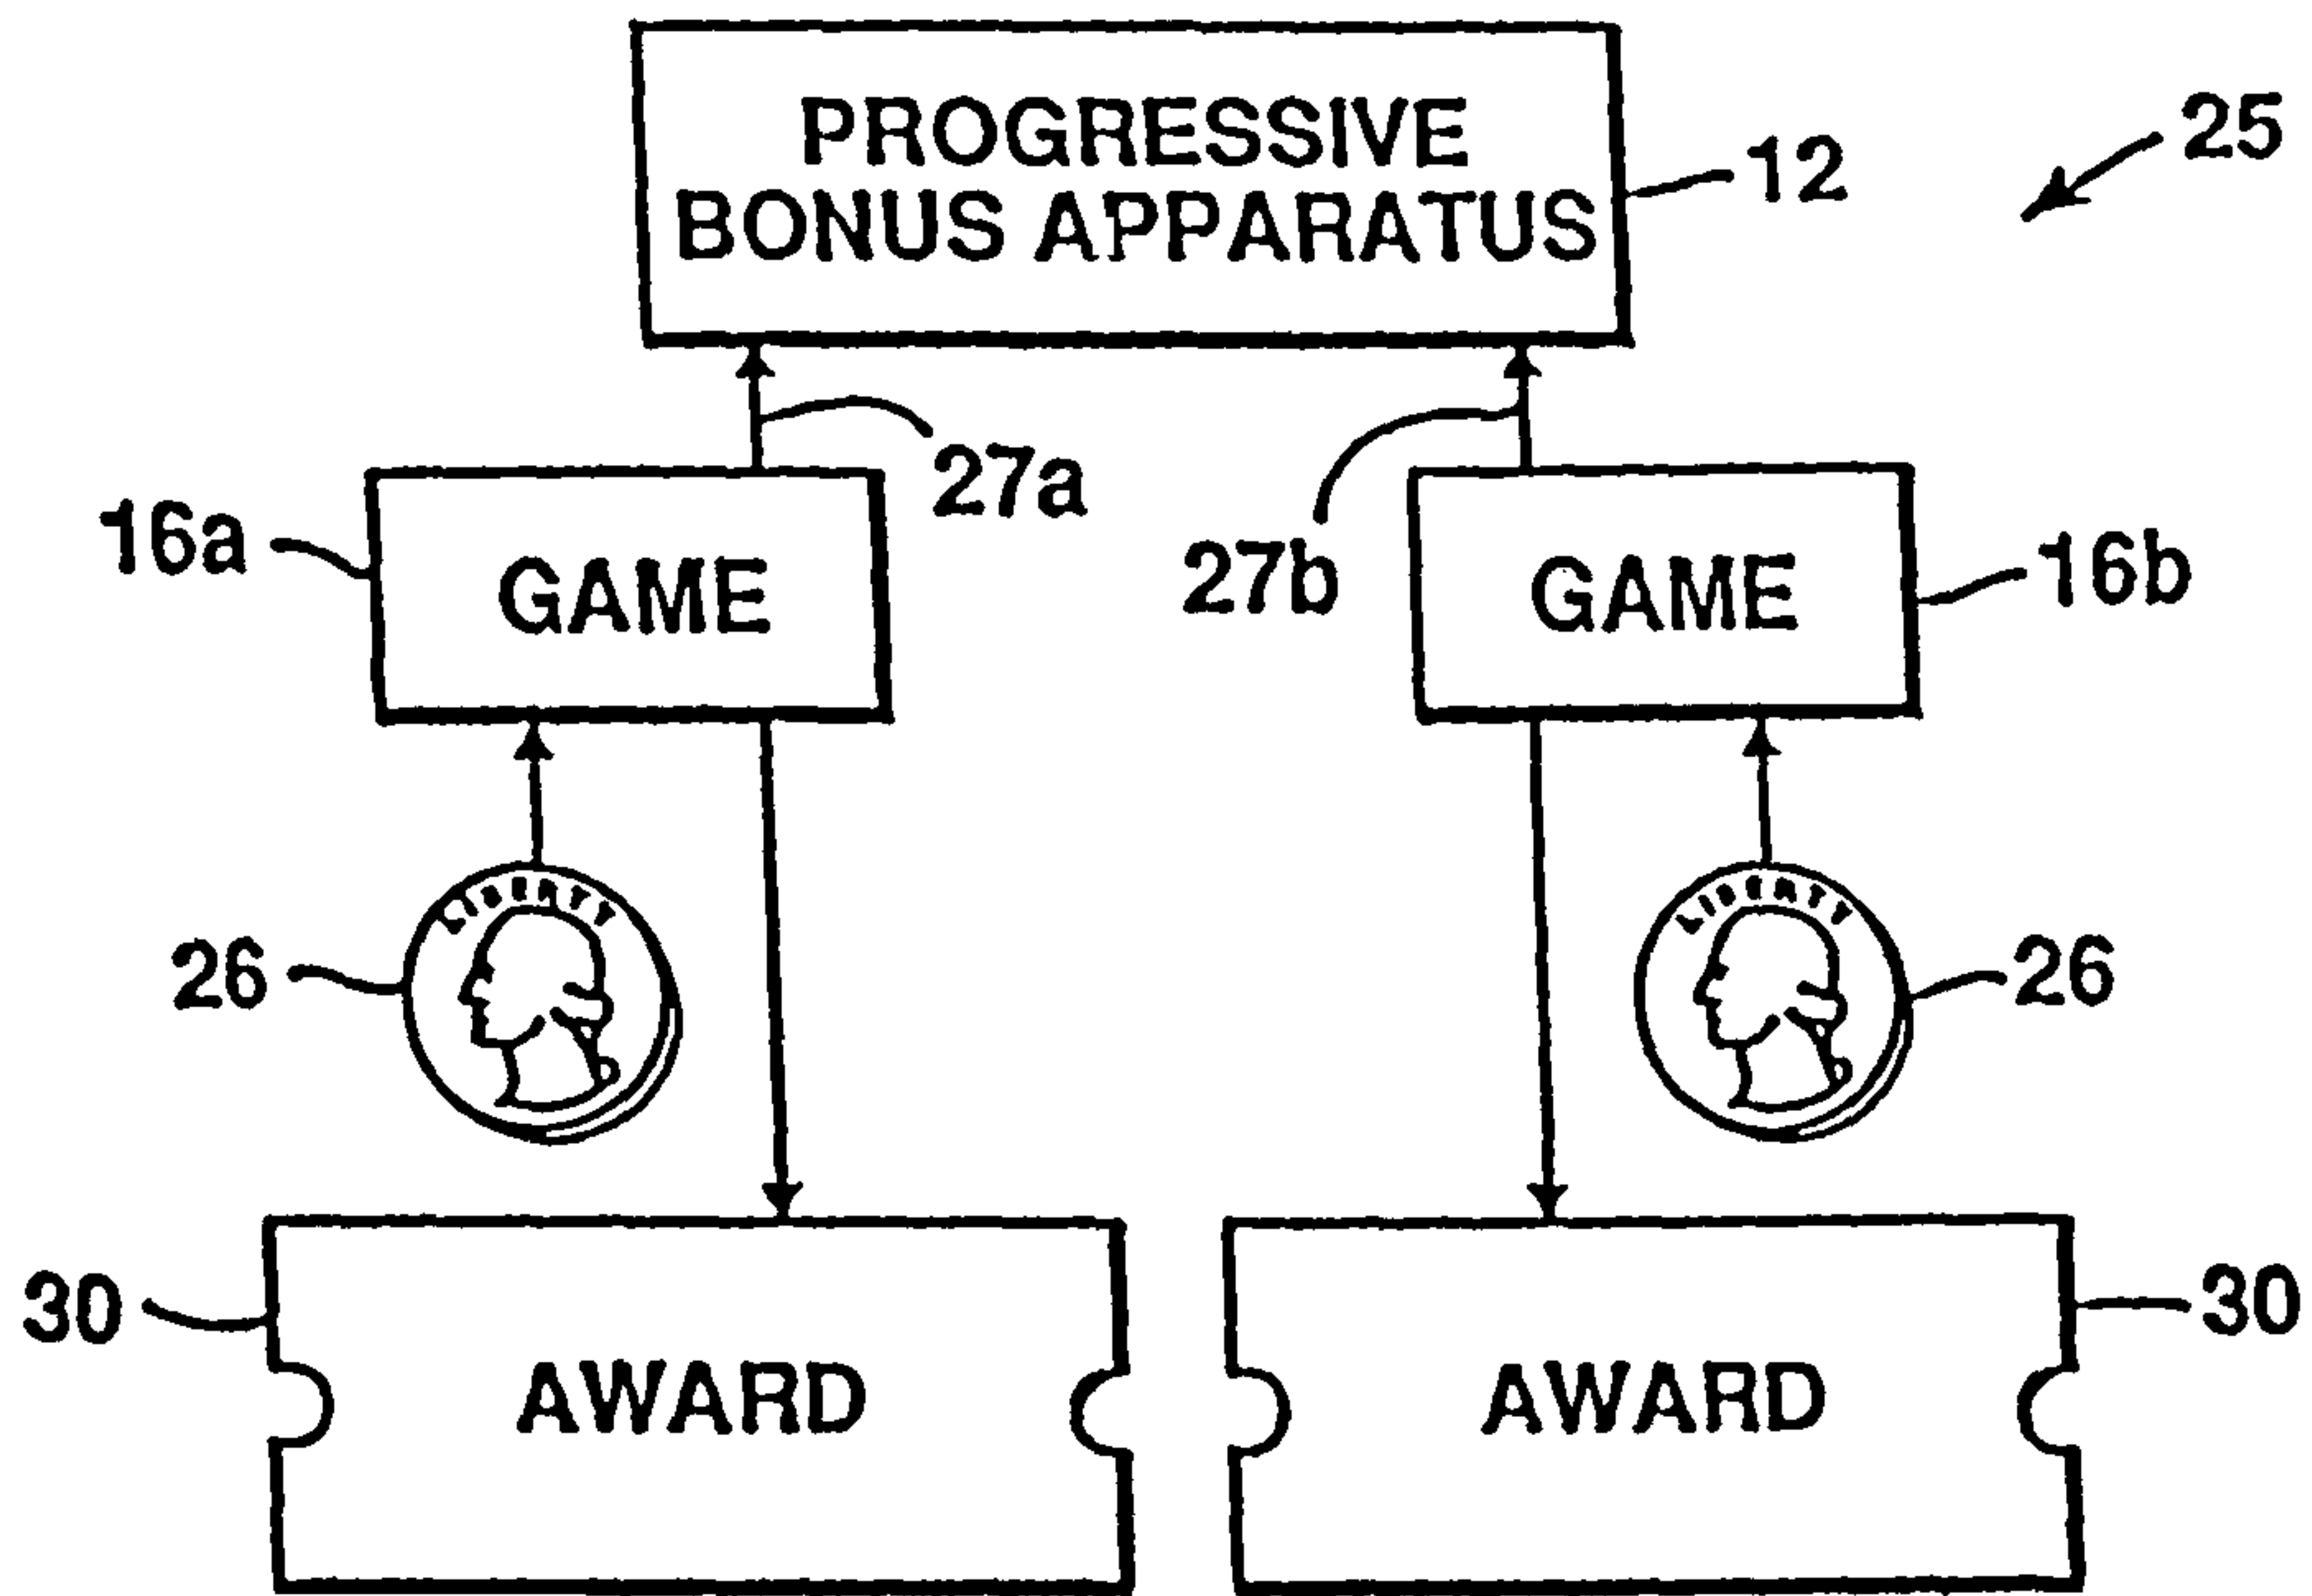 PROGRESSIVE
BONUS APPARATUS
12
25
27a
27b
16a
GAME
GAME
16b
26
26
30
AWARD
AWARD
30